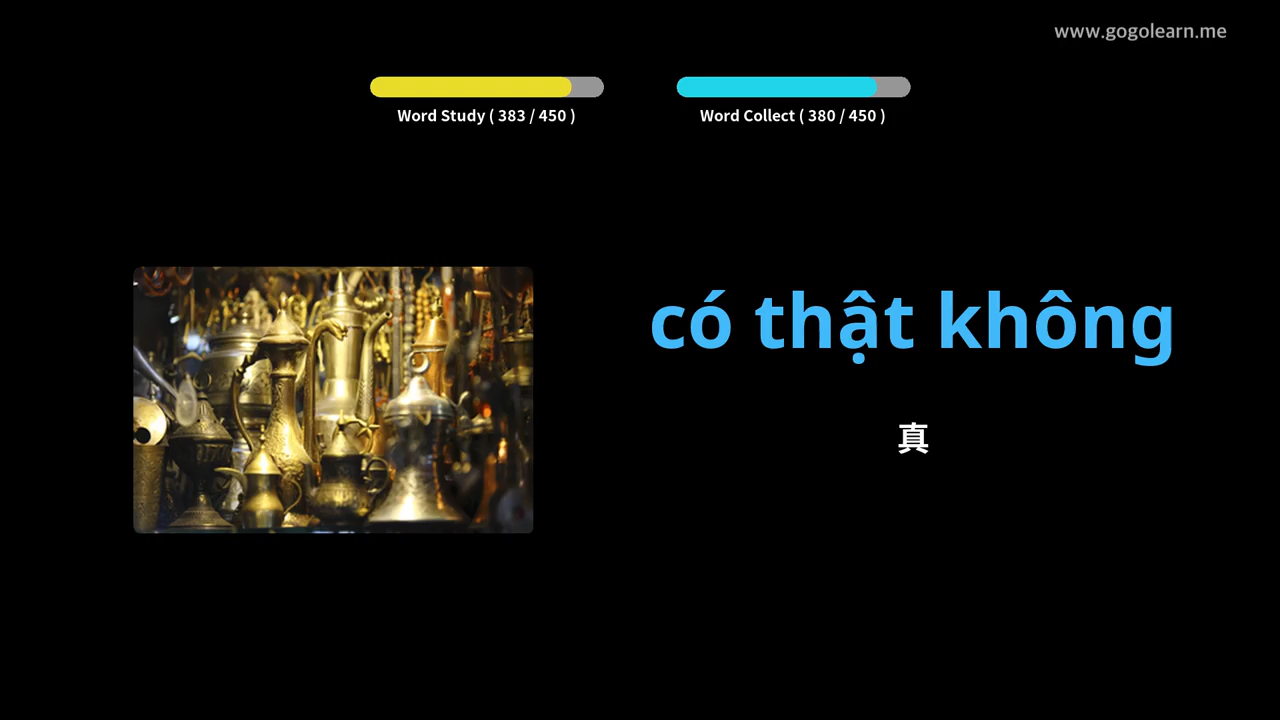 www.gogolearn.me
Word Study ( 383 / 450 )
Word Collect ( 380 / 450 )
có thật không
真